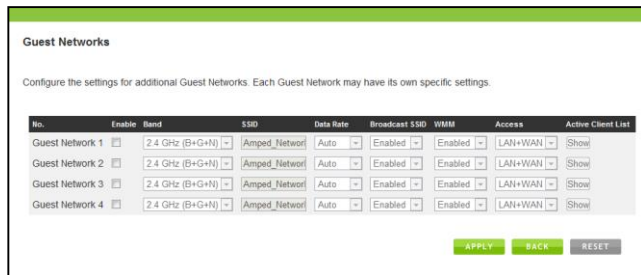 Guest Networks
Configure the settings for additional Guest Networks. Each Guest Network may have its own specific settings.
No. Enable Band SSID Data Rate Broadcast SSID WMM Access Active Client List
Guest Network 1 2.4 GHz (B+G+N) Amped_Networl Auto Enabled Enabled LAN+WAN Show
Guest Network 2 2.4 GHz (B+G+N) Amped_Networl Auto Enabled Enabled LAN+WAN Show
Guest Network 3 2.4 GHz (B+G+N) Amped_Networl Auto Enabled Enabled LAN+WAN Show
Guest Network 4 2.4 GHz (B+G+N) Amped_Networl Auto Enabled Enabled LAN+WAN Show
APPLY BACK RESET